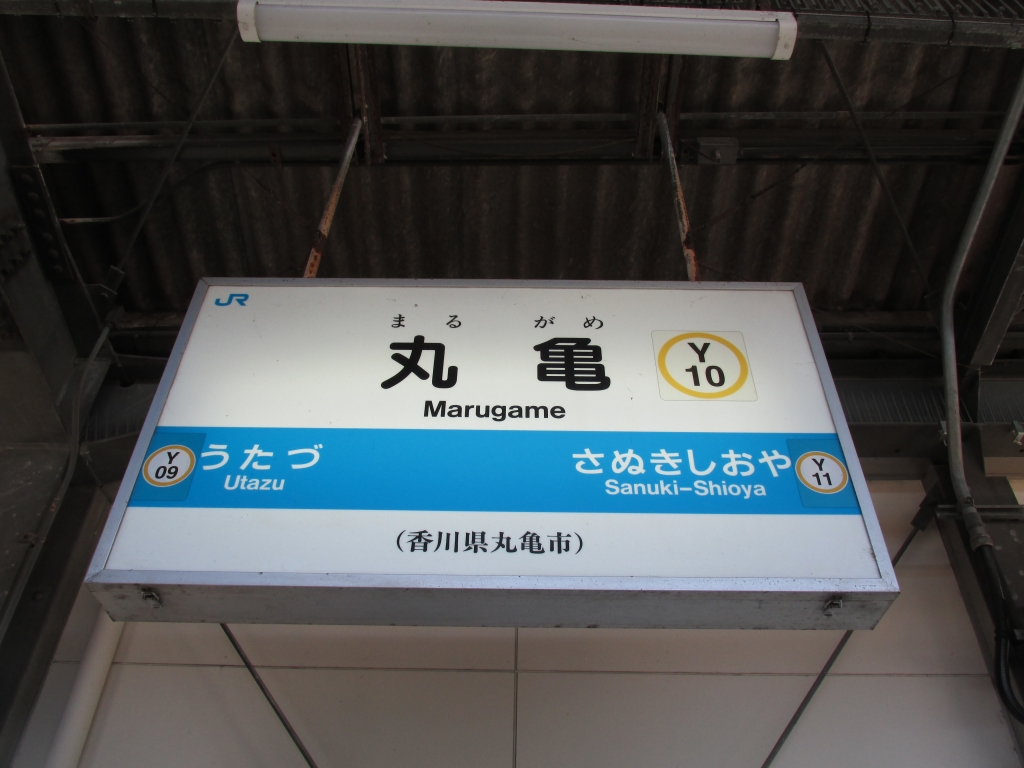 JR
まるがめ
丸亀
Y
10
Marugame
Y
09
うたづ
Utazu
さぬきしおや
Sanuki-Shioya
Y
11
(香川県丸亀市)